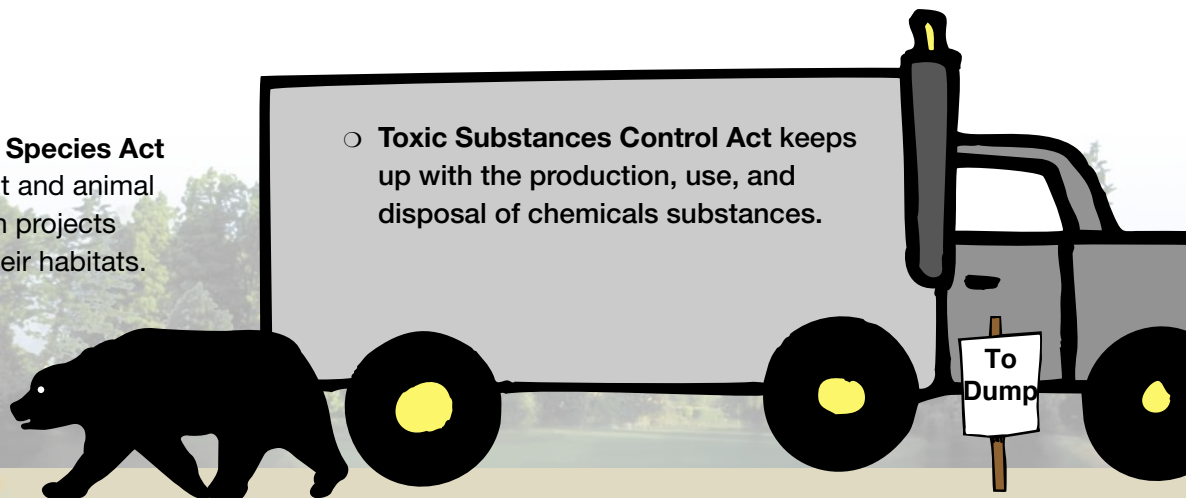 Species Act
t and animal
projects
eir habitats.
❍ Toxic Substances Control Act keeps
up with the production, use, and
disposal of chemicals substances.
To
Dump